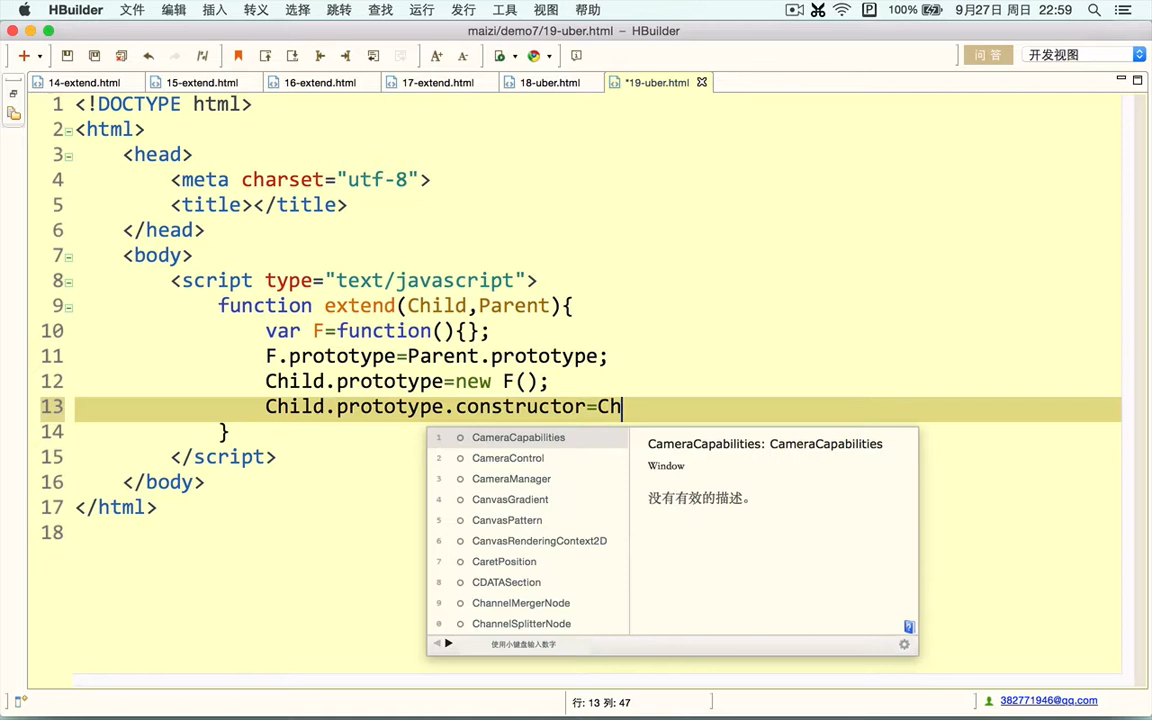 HBuilder 文件 编辑 插入 转义 选择 跳转 查找 运行 发行 工具 视图 帮助 100% 9月27日 周日 22:59
maizi/demo7/19-uber.html – HBuilder
问 答 开发视图
14-extend.html 15-extend.html 16-extend.html 17-extend.html 18-uber.html *19-uber.html
1 <!DOCTYPE html>
2 <html>
3 <head>
4 <meta charset="utf-8">
5 <title></title>
6 </head>
7 <body>
8 <script type="text/javascript">
9 function extend(Child,Parent){
10 var F=function(){};
11 F.prototype=Parent.prototype;
12 Child.prototype=new F();
13 Child.prototype.constructor=Ch
14 }
15 </script>
16 </body>
17 </html>
18
1 CameraCapabilities
2 CameraControl
3 CameraManager
4 CanvasGradient
5 CanvasPattern
6 CanvasRenderingContext2D
7 CaretPosition
8 CDATASection
9 ChannelMergerNode
0 ChannelSplitterNode
使用小键盘输入数字
CameraCapabilities: CameraCapabilities
Window
没有有效的描述。
行: 13 列: 47
382771946@qq.com